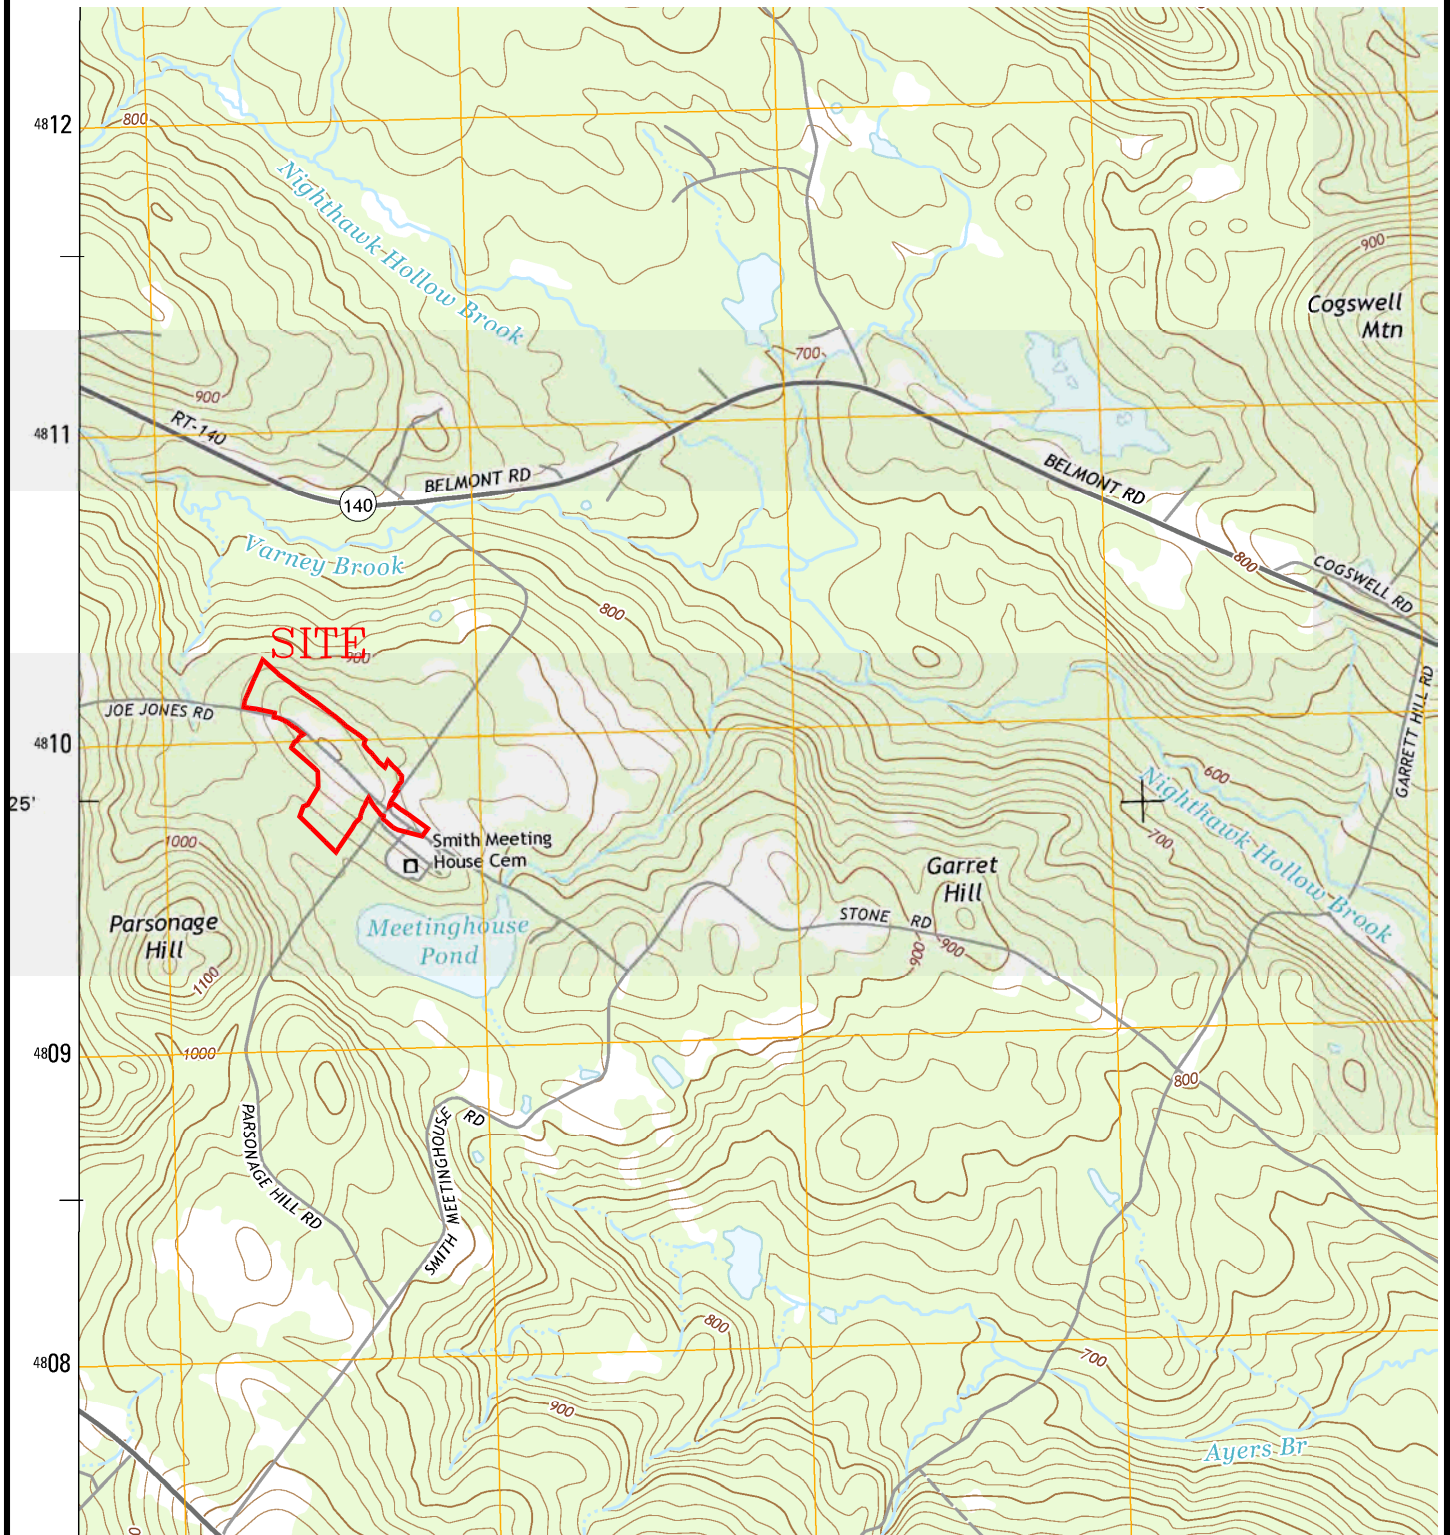 4812
800
Nighthawk Hollow Brook
900
Cogswell
Mtn
700
900
RT-140
4811
BELMONT RD
BELMONT RD
140
Varney Brook
800
COGSWELL RD
800
SITE
900
GARRETT HILL RD
JOE JONES RD
4810
600
Nighthawk Hollow Brook
25'
700
1000
Smith Meeting
House Cem
Garret
Hill
Parsonage
Hill
Meetinghouse
Pond
STONE RD
900
900
1100
4809
1000
800
PARSONAGE HILL RD
SMITH MEETINGHOUSE RD
800
700
4808
900
Ayers Br